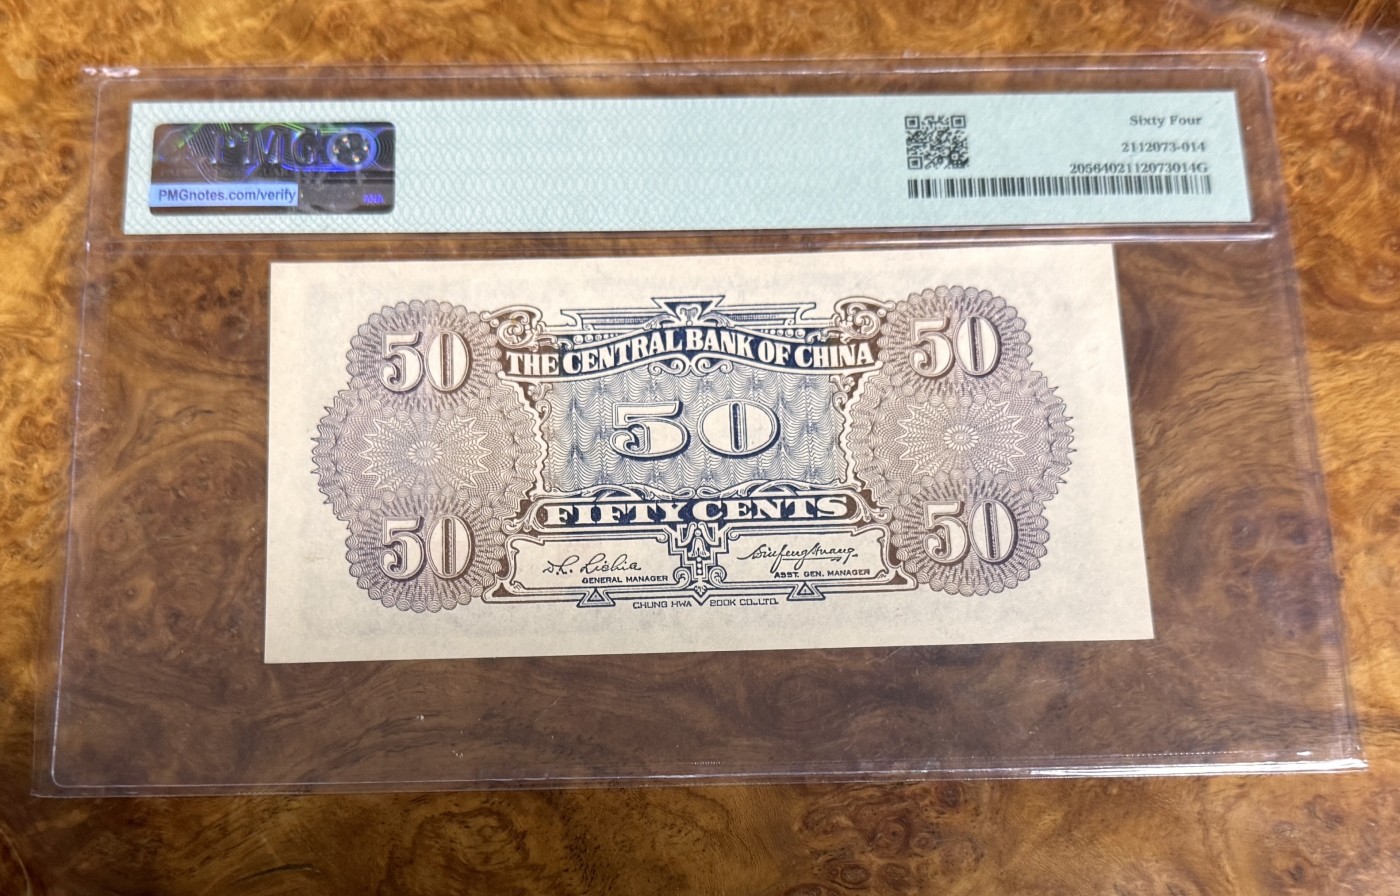 PMG
PMGnotes.com/verify
Sixty Four
2112073-014
2056402112073014G
50
50
THE CENTRAL BANK OF CHINA
50
FIFTY CENTS
50
50
GENERAL MANAGER
ASST. GEN. MANAGER
CHUNG HWA BOOK CO., LTD.